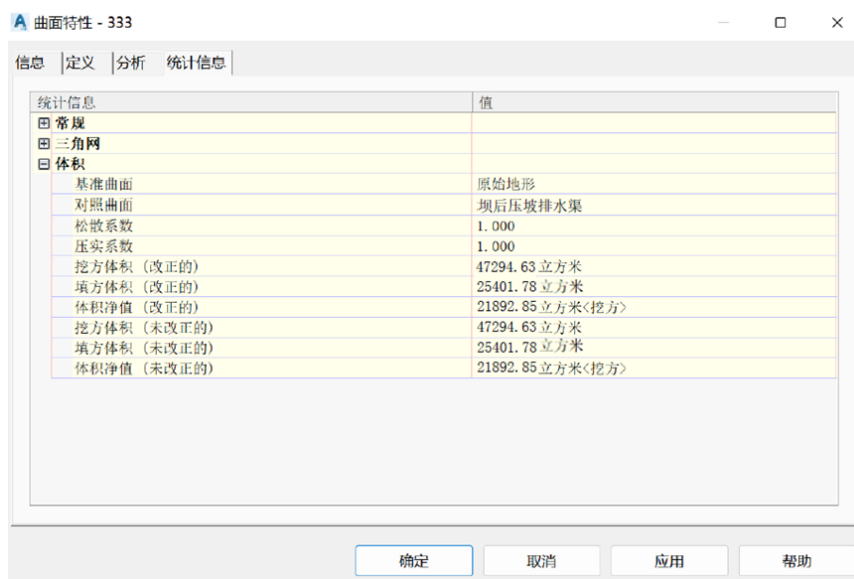 曲面特性 - 333
信息 定义 分析 统计信息
统计信息 值
常规
三角网
体积
基准曲面 原始地形
对照曲面 坝后压坡排水渠
松散系数 1.000
压实系数 1.000
挖方体积 (改正的) 47294.63立方米
填方体积 (改正的) 25401.78立方米
体积净值 (改正的) 21892.85立方米<挖方>
挖方体积 (未改正的) 47294.63立方米
填方体积 (未改正的) 25401.78立方米
体积净值 (未改正的) 21892.85立方米<挖方>
确定 取消 应用 帮助